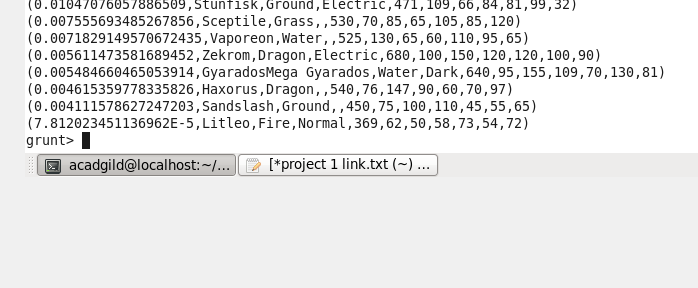 (0.01047076057886509,Stunfisk,Ground,Electric,471,109,66,84,81,99,32)
(0.007555693485267856,Sceptile,Grass,,530,70,85,65,105,85,120)
(0.0071829149570672435,Vaporeon,Water,,525,130,65,60,110,95,65)
(0.005611473581689452,Zekrom,Dragon,Electric,680,100,150,120,120,100,90)
(0.005484660465053914,GyaradosMega Gyarados,Water,Dark,640,95,155,109,70,130,81)
(0.004615359778335826,Haxorus,Dragon,,540,76,147,90,60,70,97)
(0.004111578627247203,Sandslash,Ground,,450,75,100,110,45,55,65)
(7.812023451136962E-5,Litleo,Fire,Normal,369,62,50,58,73,54,72)
grunt>
acadgild@localhost:~/... [*project 1 link.txt (~) ...